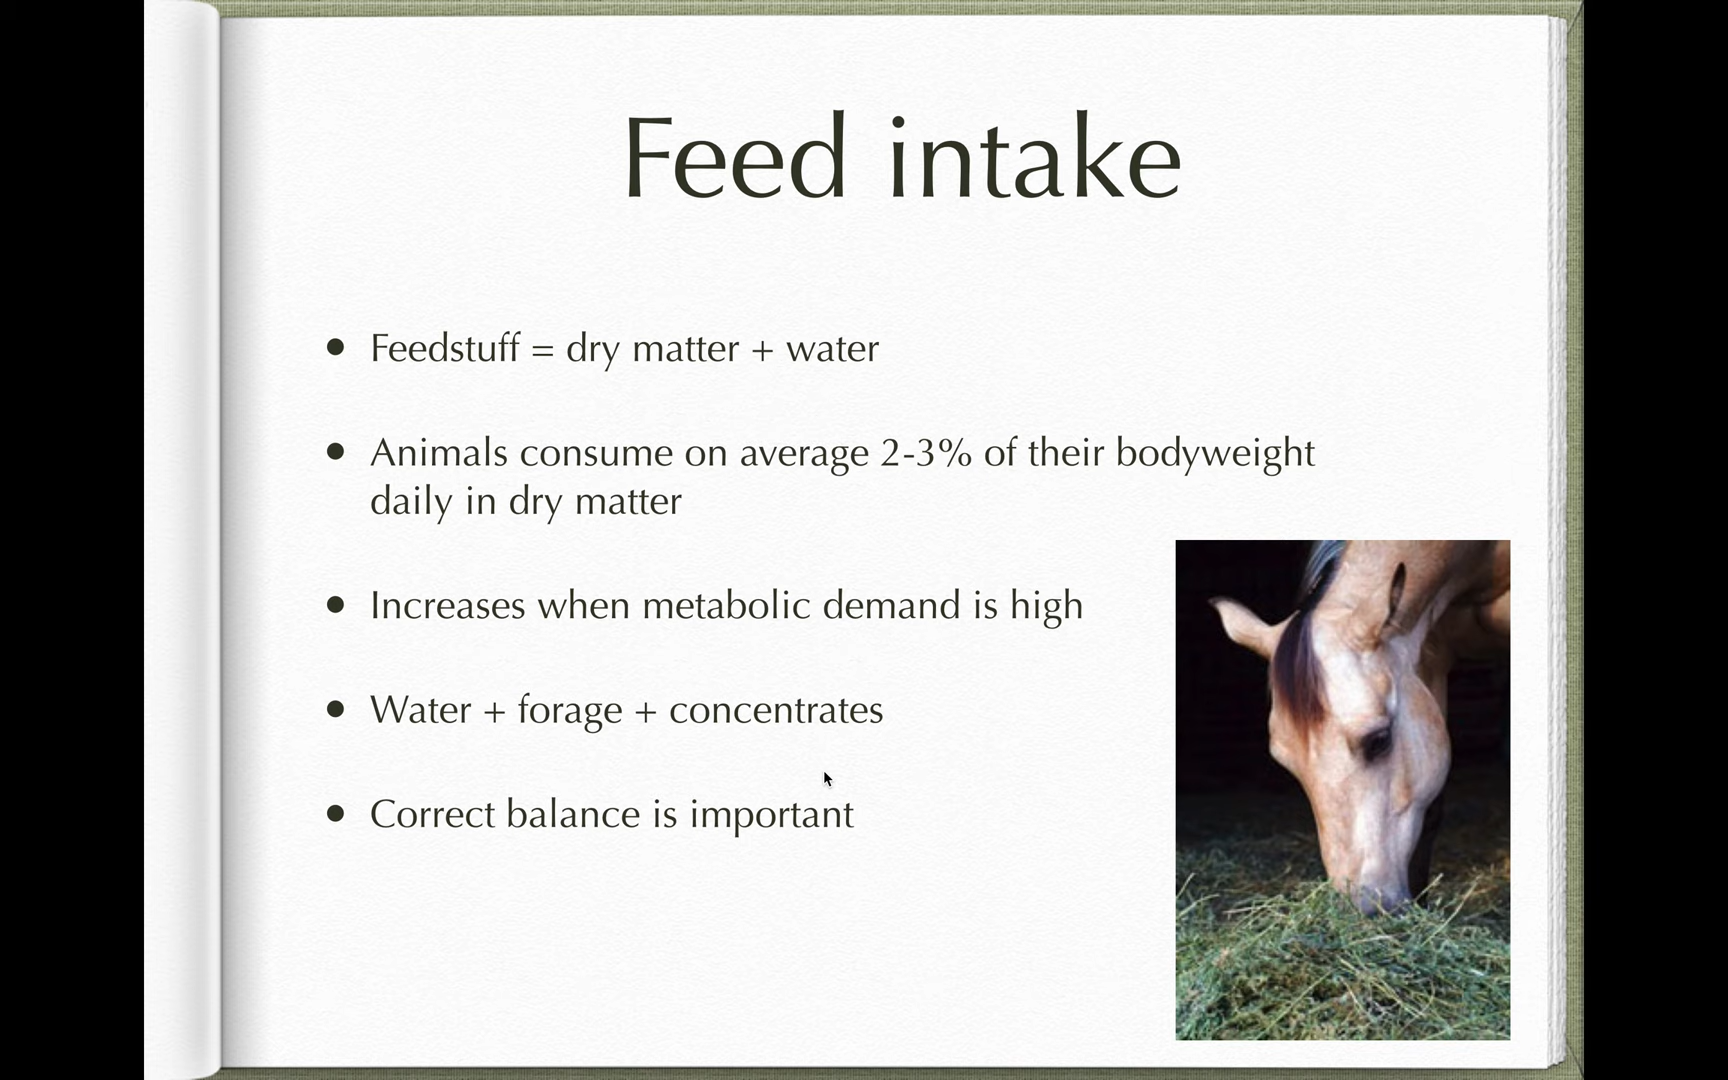 Feed intake
• Feedstuff = dry matter + water
• Animals consume on average 2-3% of their bodyweight
daily in dry matter
• Increases when metabolic demand is high
• Water + forage + concentrates
• Correct balance is important